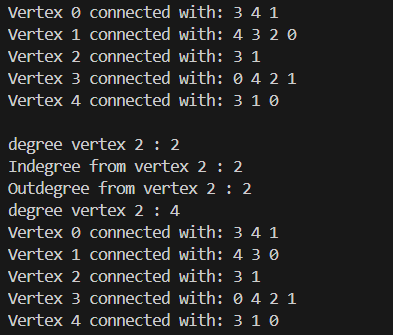 Vertex 0 connected with: 3 4 1
Vertex 1 connected with: 4 3 2 0
Vertex 2 connected with: 3 1
Vertex 3 connected with: 0 4 2 1
Vertex 4 connected with: 3 1 0
degree vertex 2 : 2
Indegree from vertex 2 : 2
Outdegree from vertex 2 : 2
degree vertex 2 : 4
Vertex 0 connected with: 3 4 1
Vertex 1 connected with: 4 3 0
Vertex 2 connected with: 3 1
Vertex 3 connected with: 0 4 2 1
Vertex 4 connected with: 3 1 0